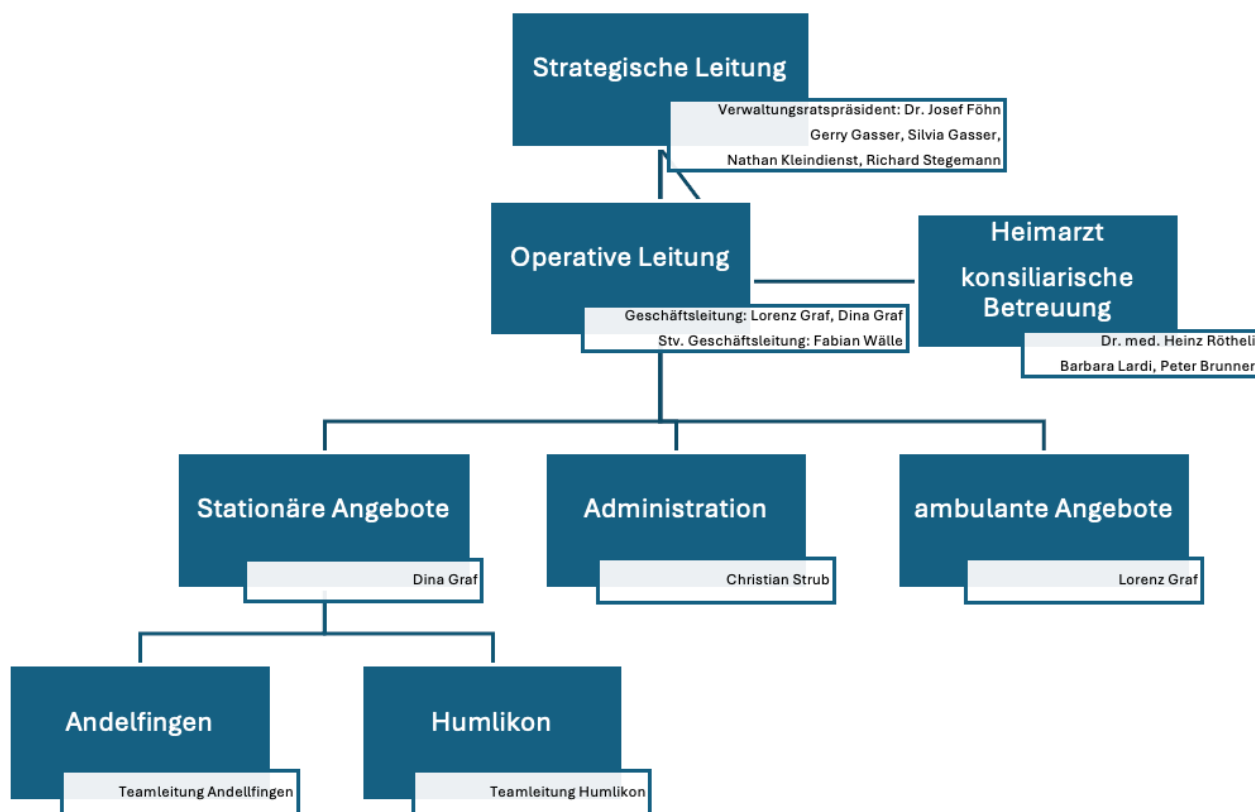 Strategische Leitung
Verwaltungsratspräsident: Dr. Josef Föhn
Gerry Gasser, Silvia Gasser,
Nathan Kleindienst, Richard Stegemann
Operative Leitung
Geschäftsleitung: Lorenz Graf, Dina Graf
Stv. Geschäftsleitung: Fabian Wälle
Heimarzt
konsiliarische
Betreuung
Dr. med. Heinz Rötheli
Barbara Lardi, Peter Brunner
Stationäre Angebote
Dina Graf
Administration
Christian Strub
ambulante Angebote
Lorenz Graf
Andelfingen
Teamleitung Andellfingen
Humlikon
Teamleitung Humlikon